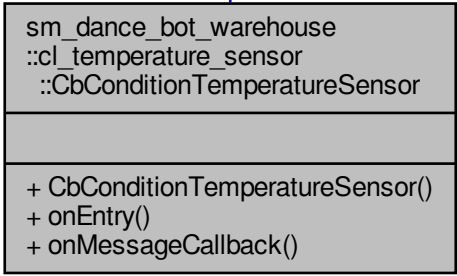 sm_dance_bot_warehouse
::cl_temperature_sensor
::CbConditionTemperatureSensor
+ CbConditionTemperatureSensor()
+ onEntry()
+ onMessageCallback()